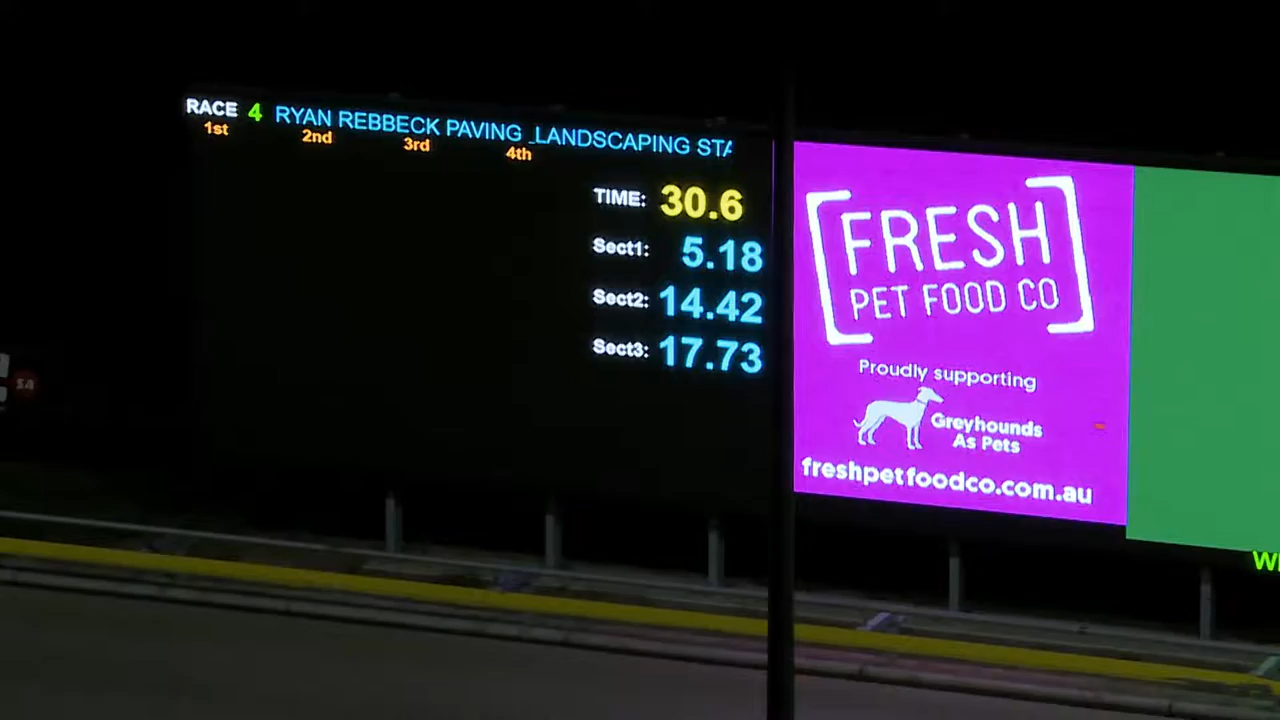 RACE 4 RYAN REBBECK PAVING _LANDSCAPING STA
1st 2nd 3rd 4th
TIME: 30.6
Sect1: 5.18
Sect2: 14.42
Sect3: 17.73
FRESH
PET FOOD CO
Proudly supporting
Greyhounds
As Pets
freshpetfoodco.com.au
SA